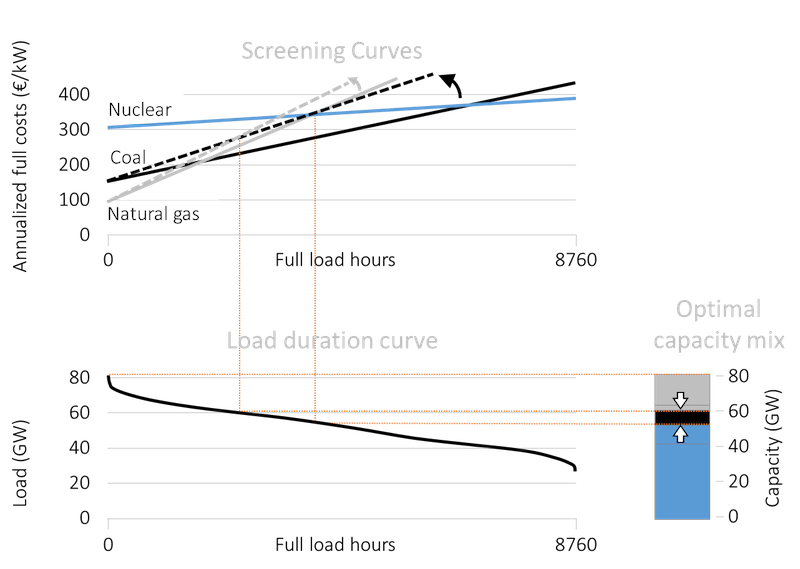 Screening Curves
Annualized full costs (€/kW)
400
300
200
100
0
Nuclear
Coal
Natural gas
0
Full load hours
8760
Load duration curve
Optimal
capacity mix
Load (GW)
80
60
40
20
0
0
Full load hours
8760
80
60
40
20
0
Capacity (GW)